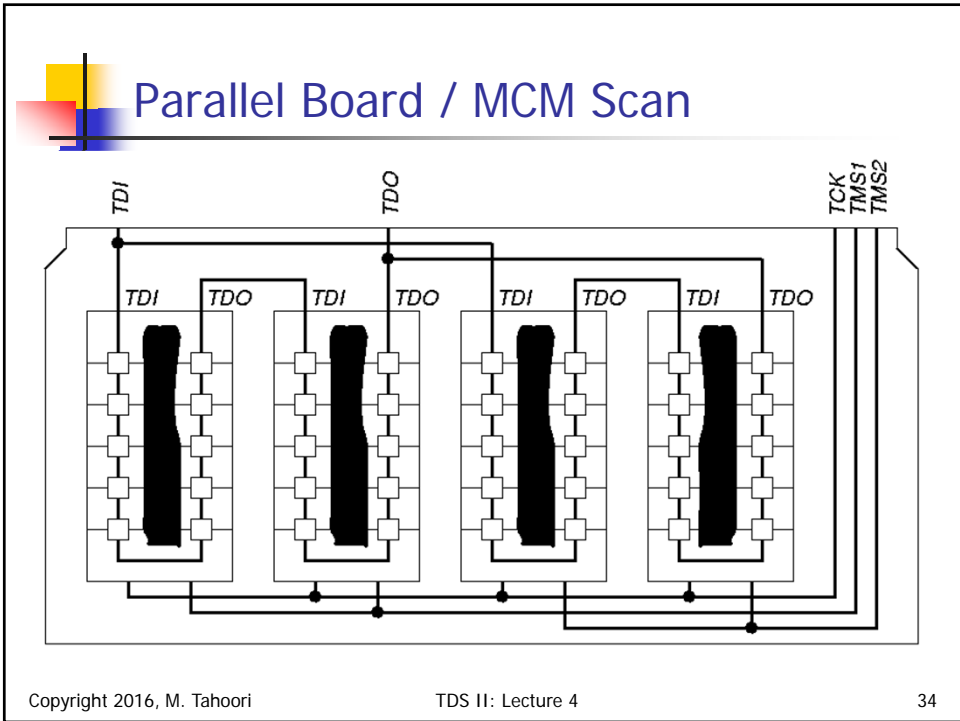 Parallel Board / MCM Scan
TDI
TDO
TCK
TMS1
TMS2
TDI TDO TDI TDO TDI TDO TDI TDO
Copyright 2016, M. Tahoori TDS II: Lecture 4 34